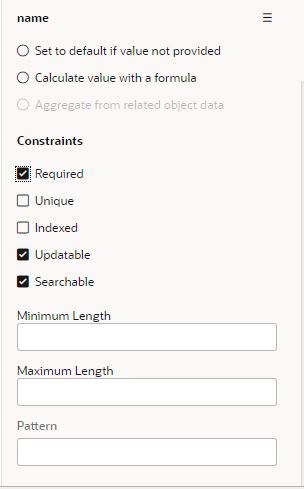 name
Set to default if value not provided
Calculate value with a formula
Aggregate from related object data
Constraints
Required
Unique
Indexed
Updatable
Searchable
Minimum Length
Maximum Length
Pattern